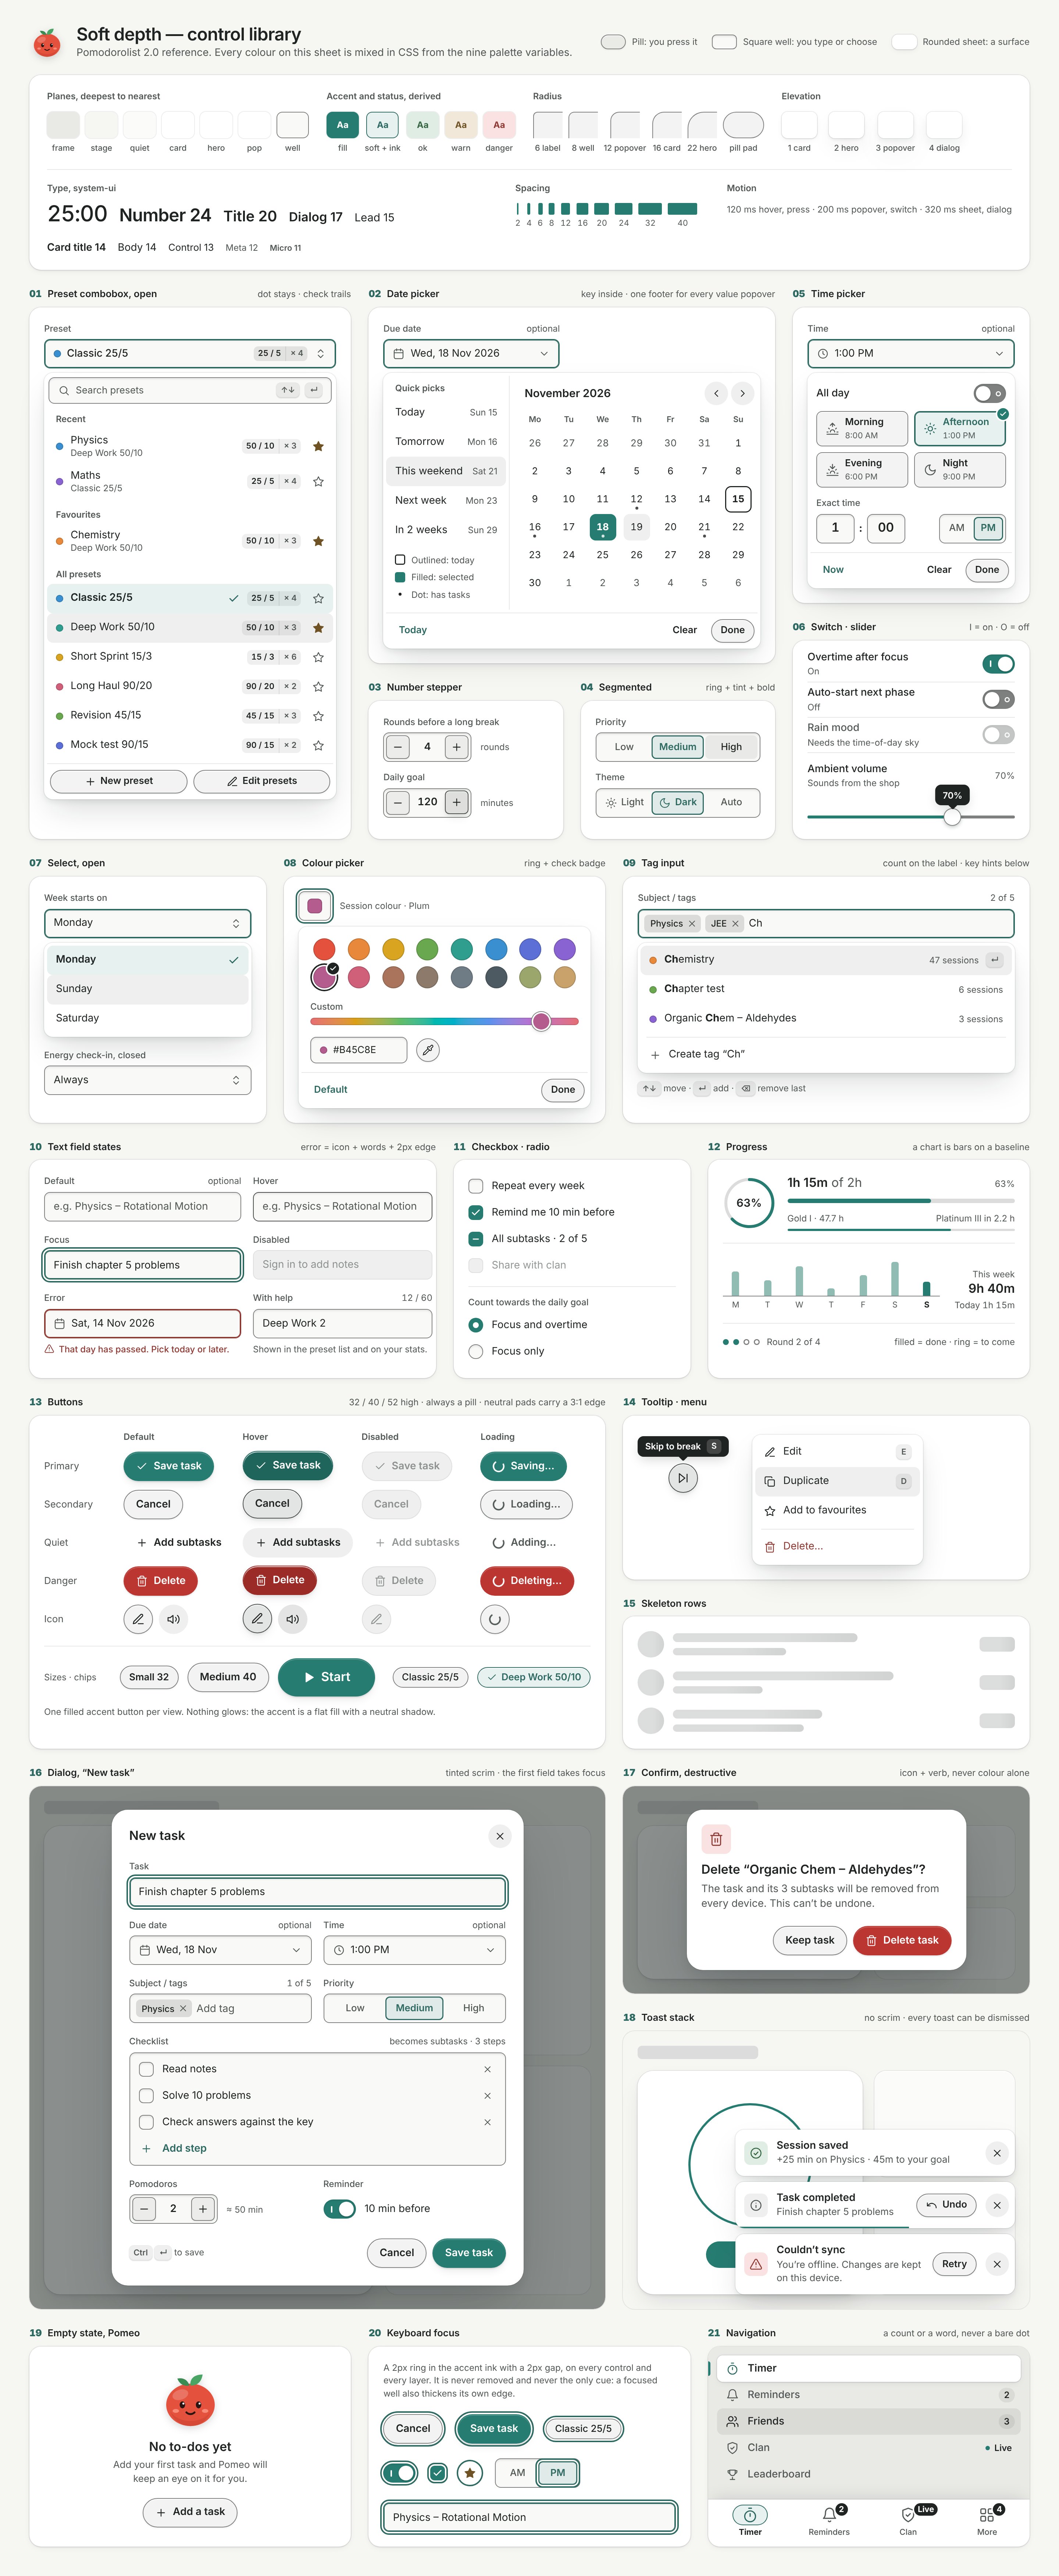 Soft depth — control library
Pomodorolist 2.0 reference. Every colour on this sheet is mixed in CSS from the nine palette variables.
Pill: you press it
Square well: you type or choose
Rounded sheet: a surface
Planes, deepest to nearest
frame stage quiet card hero pop well
Accent and status, derived
Aa Aa Aa Aa Aa
fill soft + ink ok warn danger
Radius
6 label 8 well 12 popover 16 card 22 hero pill pad
Elevation
1 card 2 hero 3 popover 4 dialog
Type, system-ui
25:00 Number 24 Title 20 Dialog 17 Lead 15
Card title 14 Body 14 Control 13 Meta 12 Micro 11
Spacing
2 4 6 8 12 16 20 24 32 40
Motion
120 ms hover, press · 200 ms popover, switch · 320 ms sheet, dialog
01 Preset combobox, open
dot stays · check trails
Preset
Classic 25/5 25 / 5 × 4
Search presets ↑↓ ↵
Recent
Physics 50 / 10 × 3
Deep Work 50/10
Maths 25 / 5 × 4
Classic 25/5
Favourites
Chemistry 50 / 10 × 3
Deep Work 50/10
All presets
Classic 25/5 25 / 5 × 4
Deep Work 50/10 50 / 10 × 3
Short Sprint 15/3 15 / 3 × 6
Long Haul 90/20 90 / 20 × 2
Revision 45/15 45 / 15 × 3
Mock test 90/15 90 / 15 × 2
New preset
Edit presets
02 Date picker
key inside · one footer for every value popover
Due date optional
Wed, 18 Nov 2026
Quick picks
Today Sun 15
Tomorrow Mon 16
This weekend Sat 21
Next week Mon 23
In 2 weeks Sun 29
Outlined: today
Filled: selected
Dot: has tasks
November 2026
Mo Tu We Th Fr Sa Su
26 27 28 29 30 31 1
2 3 4 5 6 7 8
9 10 11 12 13 14 15
16 17 18 19 20 21 22
23 24 25 26 27 28 29
30 1 2 3 4 5 6
Today Clear Done
05 Time picker
Time optional
1:00 PM
All day
Morning
8:00 AM
Afternoon
1:00 PM
Evening
6:00 PM
Night
9:00 PM
Exact time
1 : 00 AM PM
Now Clear Done
03 Number stepper
Rounds before a long break
− 4 + rounds
Daily goal
− 120 + minutes
04 Segmented
ring + tint + bold
Priority
Low Medium High
Theme
Light Dark Auto
06 Switch · slider
I = on · O = off
Overtime after focus
On
Auto-start next phase
Off
Rain mood
Needs the time-of-day sky
Ambient volume
Sounds from the shop
70%
70%
07 Select, open
Week starts on
Monday
Monday
Sunday
Saturday
Energy check-in, closed
Always
08 Colour picker
ring + check badge
Session colour · Plum
Custom
#B45C8E
Default Done
09 Tag input
count on the label · key hints below
Subject / tags 2 of 5
Physics × JEE × Ch
Chemistry 47 sessions ↵
Chapter test 6 sessions
Organic Chem – Aldehydes 3 sessions
+ Create tag “Ch”
↑↓ move · ↵ add · ⌫ remove last
10 Text field states
error = icon + words + 2px edge
Default optional
e.g. Physics – Rotational Motion
Hover
e.g. Physics – Rotational Motion
Focus
Finish chapter 5 problems
Disabled
Sign in to add notes
Error
Sat, 14 Nov 2026
That day has passed. Pick today or later.
With help 12 / 60
Deep Work 2
Shown in the preset list and on your stats.
11 Checkbox · radio
Repeat every week
Remind me 10 min before
All subtasks · 2 of 5
Share with clan
Count towards the daily goal
Focus and overtime
Focus only
12 Progress
a chart is bars on a baseline
63%
1h 15m of 2h 63%
Gold I · 47.7 h Platinum III in 2.2 h
M T W T F S S
This week
9h 40m
Today 1h 15m
Round 2 of 4
filled = done · ring = to come
13 Buttons
32 / 40 / 52 high · always a pill · neutral pads carry a 3:1 edge
Default Hover Disabled Loading
Primary Save task Save task Save task Saving…
Secondary Cancel Cancel Cancel Loading…
Quiet + Add subtasks + Add subtasks + Add subtasks Adding…
Danger Delete Delete Delete Deleting…
Icon
Sizes · chips Small 32 Medium 40 Start Classic 25/5 Deep Work 50/10
One filled accent button per view. Nothing glows: the accent is a flat fill with a neutral shadow.
14 Tooltip · menu
Skip to break S
Edit E
Duplicate D
Add to favourites
Delete…
15 Skeleton rows
16 Dialog, “New task”
tinted scrim · the first field takes focus
New task
Task
Finish chapter 5 problems
Due date optional
Wed, 18 Nov
Time optional
1:00 PM
Subject / tags 1 of 5
Physics × Add tag
Priority
Low Medium High
Checklist becomes subtasks · 3 steps
Read notes
Solve 10 problems
Check answers against the key
+ Add step
Pomodoros
− 2 + ≈ 50 min
Reminder
10 min before
Ctrl ↵ to save
Cancel Save task
17 Confirm, destructive
icon + verb, never colour alone
Delete “Organic Chem – Aldehydes”?
The task and its 3 subtasks will be removed from
every device. This can’t be undone.
Keep task Delete task
18 Toast stack
no scrim · every toast can be dismissed
Session saved
+25 min on Physics · 45m to your goal
Task completed
Finish chapter 5 problems
Undo
Couldn’t sync
You’re offline. Changes are kept
on this device.
Retry
19 Empty state, Pomeo
No to-dos yet
Add your first task and Pomeo will
keep an eye on it for you.
+ Add a task
20 Keyboard focus
A 2px ring in the accent ink with a 2px gap, on every control and
every layer. It is never removed and never the only cue: a focused
well also thickens its own edge.
Cancel Save task Classic 25/5
AM PM
Physics – Rotational Motion
21 Navigation
a count or a word, never a bare dot
Timer
Reminders 2
Friends 3
Clan Live
Leaderboard
2 Live 4
Timer Reminders Clan More